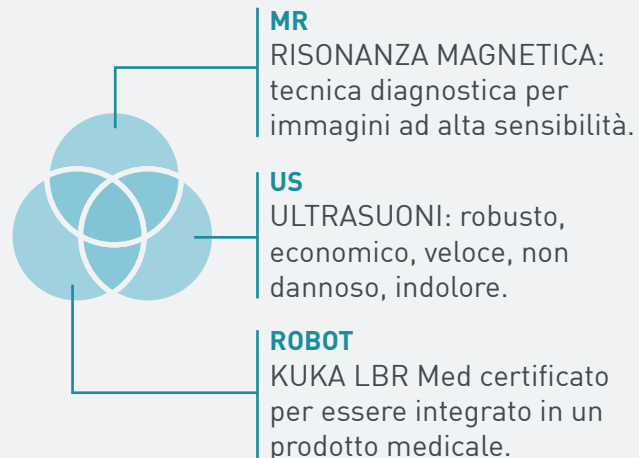 MR
RISONANZA MAGNETICA:
tecnica diagnostica per
immagini ad alta sensibilità.
US
ULTRASUONI: robusto,
economico, veloce, non
dannoso, indolore.
ROBOT
KUKA LBR Med certificato
per essere integrato in un
prodotto medicale.